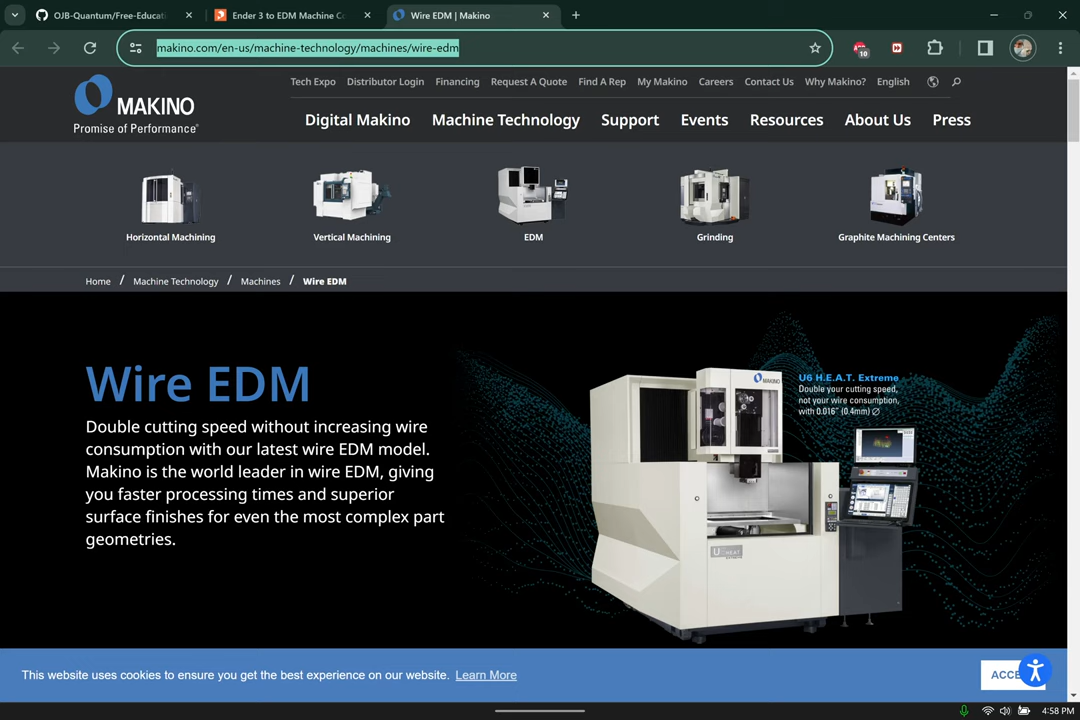 OJB-Quantum/Free-Educati
Ender 3 to EDM Machine Co
Wire EDM | Makino
makino.com/en-us/machine-technology/machines/wire-edm
10
Tech Expo Distributor Login Financing Request A Quote Find A Rep My Makino Careers Contact Us Why Makino? English
MAKINO
Promise of Performance
Digital Makino Machine Technology Support Events Resources About Us Press
Horizontal Machining Vertical Machining EDM Grinding Graphite Machining Centers
Home / Machine Technology / Machines / Wire EDM
Wire EDM
Double cutting speed without increasing wire
consumption with our latest wire EDM model.
Makino is the world leader in wire EDM, giving
you faster processing times and superior
surface finishes for even the most complex part
geometries.
MAKINO
U6 H.E.A.T. Extreme
Double your cutting speed,
not your wire consumption,
with 0.016" (0.4mm) ∅
This website uses cookies to ensure you get the best experience on our website. Learn More
ACCE
4:58 PM